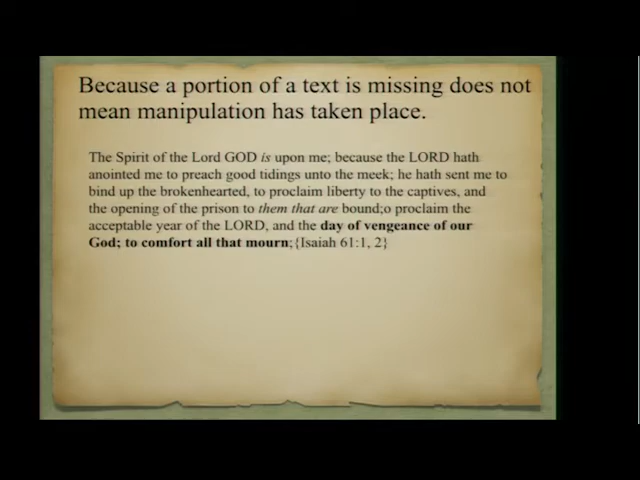 Because a portion of a text is missing does not
mean manipulation has taken place.
The Spirit of the Lord GOD is upon me; because the LORD hath
anointed me to preach good tidings unto the meek; he hath sent me to
bind up the brokenhearted, to proclaim liberty to the captives, and
the opening of the prison to them that are bound;o proclaim the
acceptable year of the LORD, and the day of vengeance of our
God; to comfort all that mourn;{Isaiah 61:1, 2}